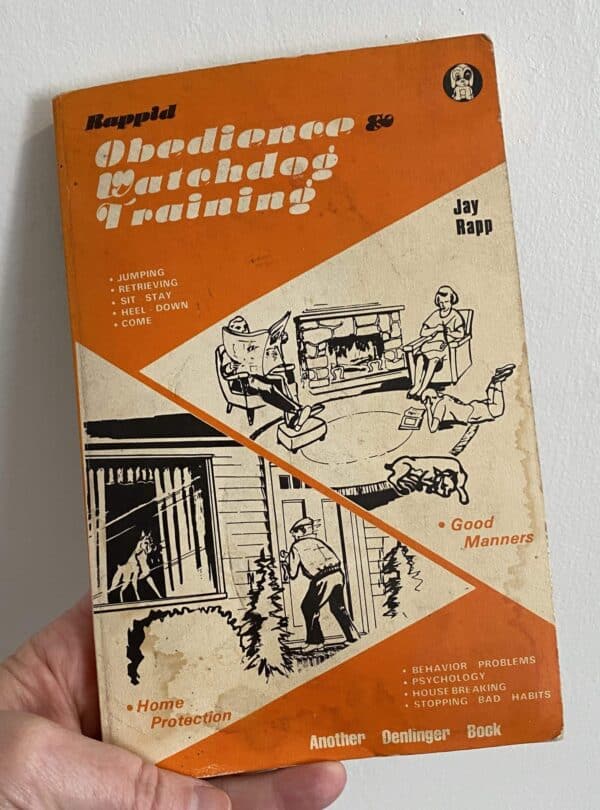 Rappid
Obedience &
Watchdog
Training
Jay
Rapp
• JUMPING
• RETRIEVING
• SIT STAY
• HEEL - DOWN
• COME
• Good
Manners
• Home
Protection
• BEHAVIOR PROBLEMS
• PSYCHOLOGY
• HOUSEBREAKING
• STOPPING BAD HABITS
Another Denlinger Book